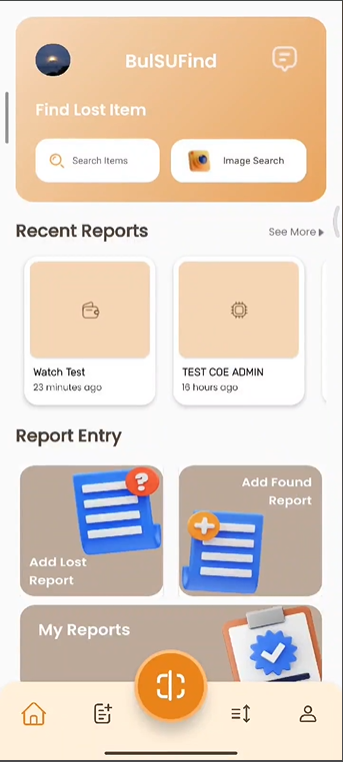 BulSUFind
Find Lost Item
Search Items
Image Search
Recent Reports
See More
Watch Test
23 minutes ago
TEST COE ADMIN
16 hours ago
Report Entry
Add Lost
Report
Add Found
Report
My Reports